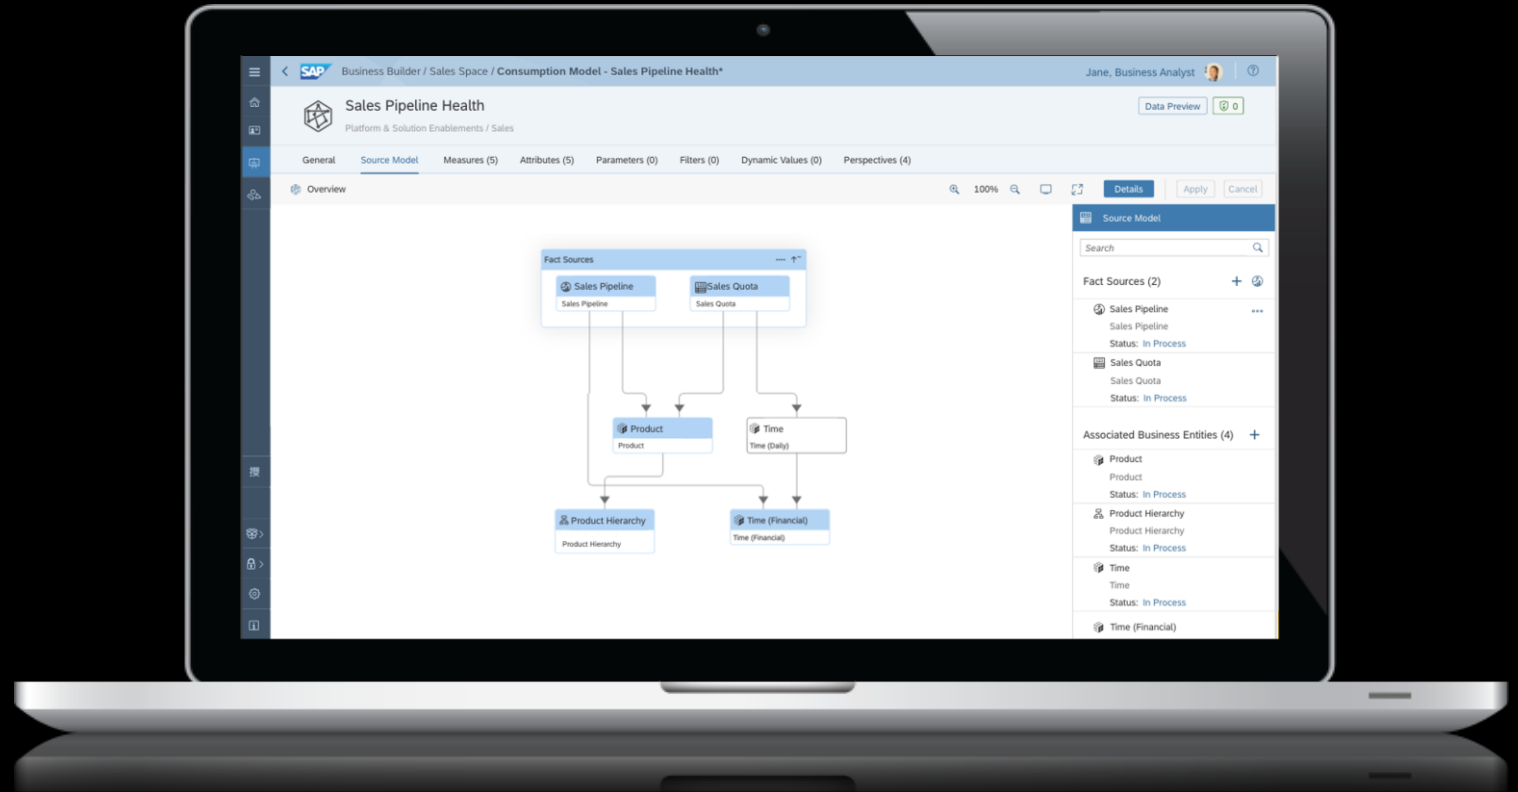 SAP
Business Builder / Sales Space / Consumption Model - Sales Pipeline Health*
Jane, Business Analyst
Sales Pipeline Health
Platform & Solution Enablements / Sales
Data Preview
0
General
Source Model
Measures (5)
Attributes (5)
Parameters (0)
Filters (0)
Dynamic Values (0)
Perspectives (4)
Overview
100%
Details
Apply
Cancel
Fact Sources
Sales Pipeline
Sales Pipeline
Sales Quota
Sales Quota
Product
Product
Time
Time (Daily)
Product Hierarchy
Product Hierarchy
Time (Financial)
Time (Financial)
Source Model
Search
Fact Sources (2)
Sales Pipeline
Sales Pipeline
Status: In Process
Sales Quota
Sales Quota
Status: In Process
Associated Business Entities (4)
Product
Product
Status: In Process
Product Hierarchy
Product Hierarchy
Status: In Process
Time
Time
Status: In Process
Time (Financial)